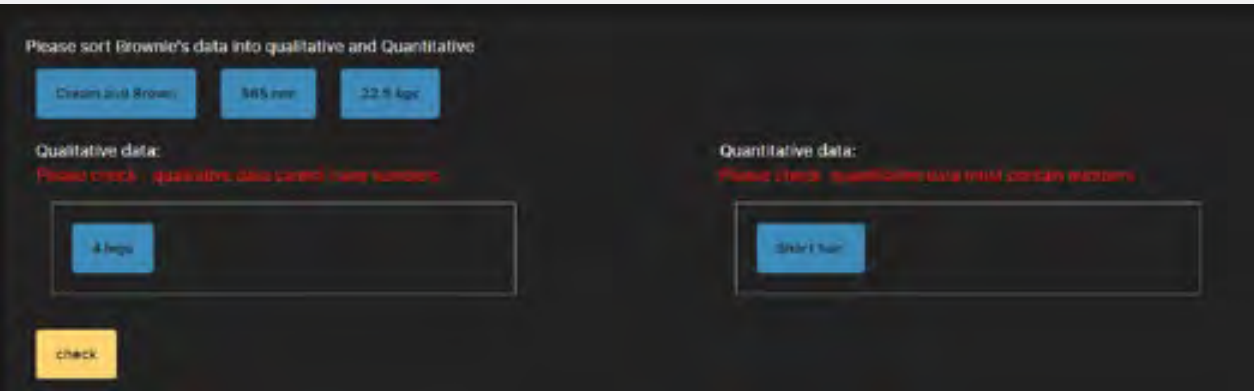 Please sort Brownie's data into qualitative and Quantitative
Cream and Brown 565 mm 22.5 kgs
Qualitative data:
Please check - qualitative data cannot have numbers
Quantitative data:
Please check - quantitative data must contain numbers
4 legs
Short hair
check